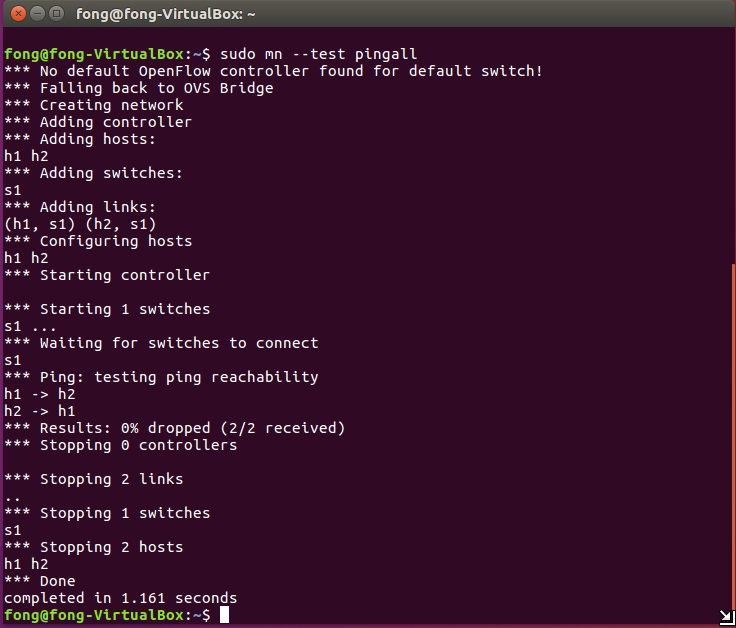 fong@fong-VirtualBox: ~
fong@fong-VirtualBox:~$ sudo mn --test pingall
*** No default OpenFlow controller found for default switch!
*** Falling back to OVS Bridge
*** Creating network
*** Adding controller
*** Adding hosts:
h1 h2
*** Adding switches:
s1
*** Adding links:
(h1, s1) (h2, s1)
*** Configuring hosts
h1 h2
*** Starting controller
*** Starting 1 switches
s1 ...
*** Waiting for switches to connect
s1
*** Ping: testing ping reachability
h1 -> h2
h2 -> h1
*** Results: 0% dropped (2/2 received)
*** Stopping 0 controllers
*** Stopping 2 links
..
*** Stopping 1 switches
s1
*** Stopping 2 hosts
h1 h2
*** Done
completed in 1.161 seconds
fong@fong-VirtualBox:~$